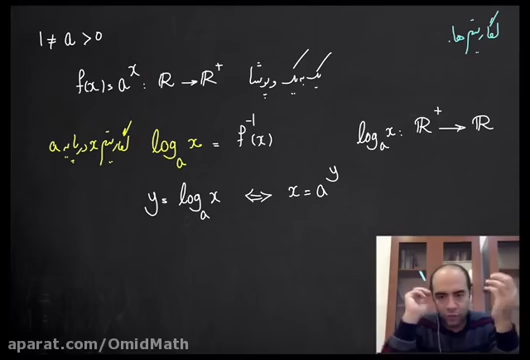 لگاریتم‌ها.
1 ≠ a > 0
f(x) = a^x : ℝ → ℝ^+ یک به یک و پوشا
لگاریتم x در پایه a log_a x = f^{-1}(x) log_a x : ℝ^+ → ℝ
y = log_a x ⇔ x = a^y
aparat.com/OmidMath